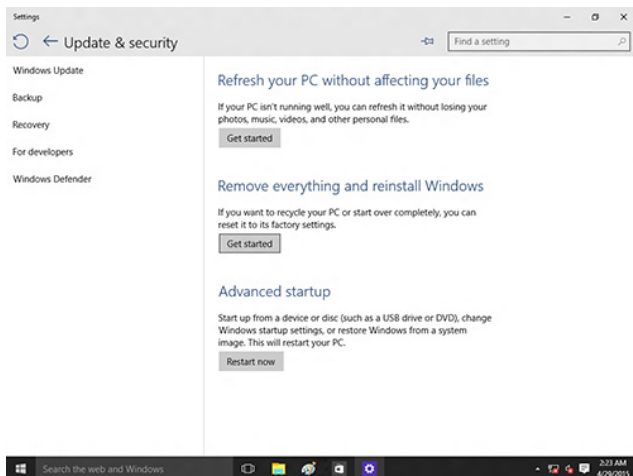 Settings
Update & security
Find a setting
Windows Update
Backup
Recovery
For developers
Windows Defender
Refresh your PC without affecting your files
If your PC isn't running well, you can refresh it without losing your
photos, music, videos, and other personal files.
Get started
Remove everything and reinstall Windows
If you want to recycle your PC or start over completely, you can
reset it to its factory settings.
Get started
Advanced startup
Start up from a device or disc (such as a USB drive or DVD), change
Windows startup settings, or restore Windows from a system
image. This will restart your PC.
Restart now
Search the web and Windows
2:23 AM
4/29/2015